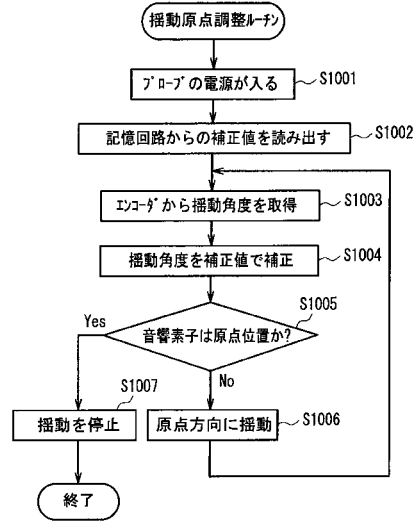 揺動原点調整ﾙｰﾁﾝ
ﾌﾟﾛｰﾌﾞの電源が入る
S1001
記憶回路からの補正値を読み出す
S1002
ｴﾝｺｰﾀﾞから揺動角度を取得
S1003
揺動角度を補正値で補正
S1004
音響素子は原点位置か?
S1005
Yes
No
S1007
揺動を停止
原点方向に揺動
S1006
終了